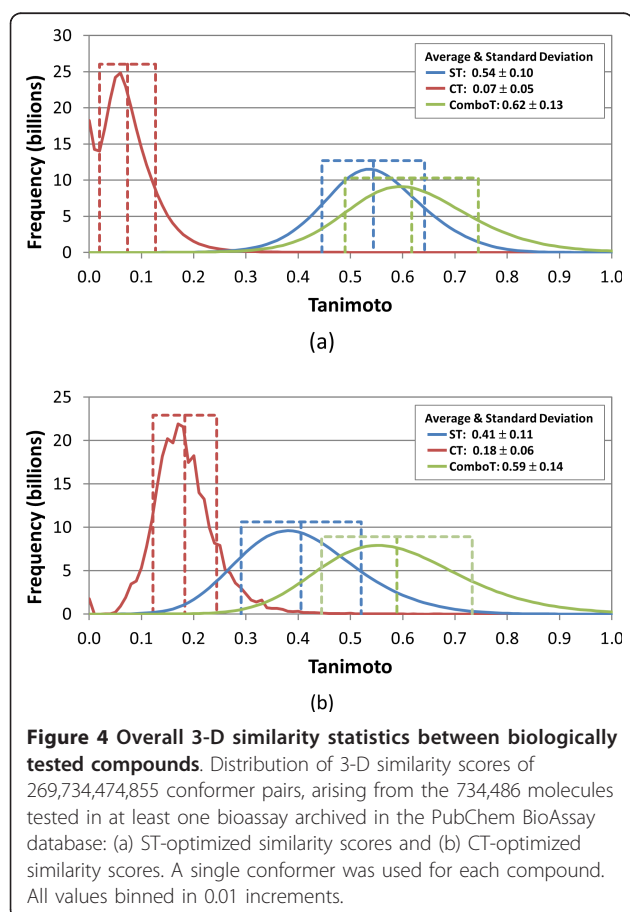 Frequency (billions)
30
25
20
15
10
5
0
Average & Standard Deviation
ST: 0.54 ± 0.10
CT: 0.07 ± 0.05
ComboT: 0.62 ± 0.13
0.0 0.1 0.2 0.3 0.4 0.5 0.6 0.7 0.8 0.9 1.0
Tanimoto
(a)
Frequency (billions)
25
20
15
10
5
0
Average & Standard Deviation
ST: 0.41 ± 0.11
CT: 0.18 ± 0.06
ComboT: 0.59 ± 0.14
0.0 0.1 0.2 0.3 0.4 0.5 0.6 0.7 0.8 0.9 1.0
Tanimoto
(b)
Figure 4 Overall 3-D similarity statistics between biologically
tested compounds. Distribution of 3-D similarity scores of
269,734,474,855 conformer pairs, arising from the 734,486 molecules
tested in at least one bioassay archived in the PubChem BioAssay
database: (a) ST-optimized similarity scores and (b) CT-optimized
similarity scores. A single conformer was used for each compound.
All values binned in 0.01 increments.